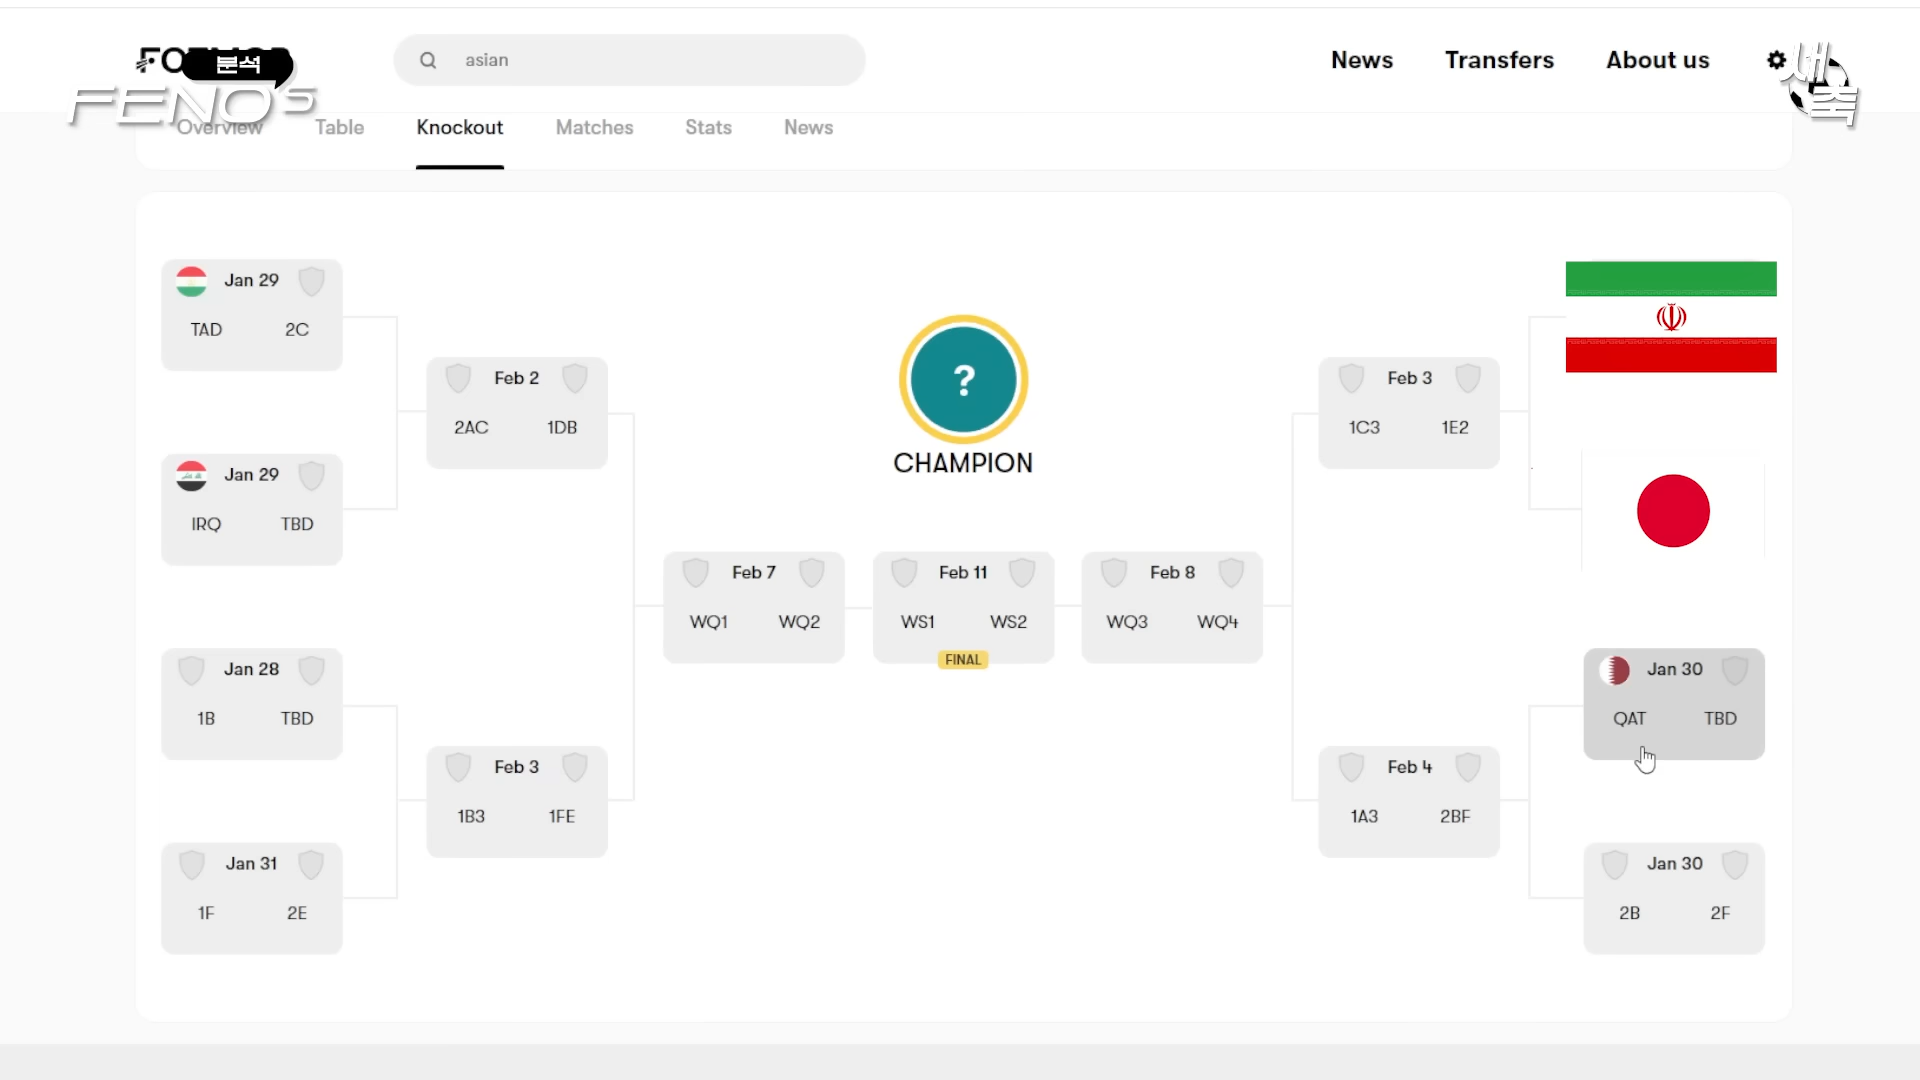 분석
FENO S
asian
News
Transfers
About us
세축
Overview
Table
Knockout
Matches
Stats
News
Jan 29
TAD 2C
Jan 29
IRQ TBD
Jan 28
1B TBD
Jan 31
1F 2E
Feb 2
2AC 1DB
Feb 3
1B3 1FE
Feb 7
WQ1 WQ2
?
CHAMPION
Feb 11
WS1 WS2
FINAL
Feb 8
WQ3 WQ4
Feb 3
1C3 1E2
Feb 4
1A3 2BF
Jan 30
QAT TBD
Jan 30
2B 2F